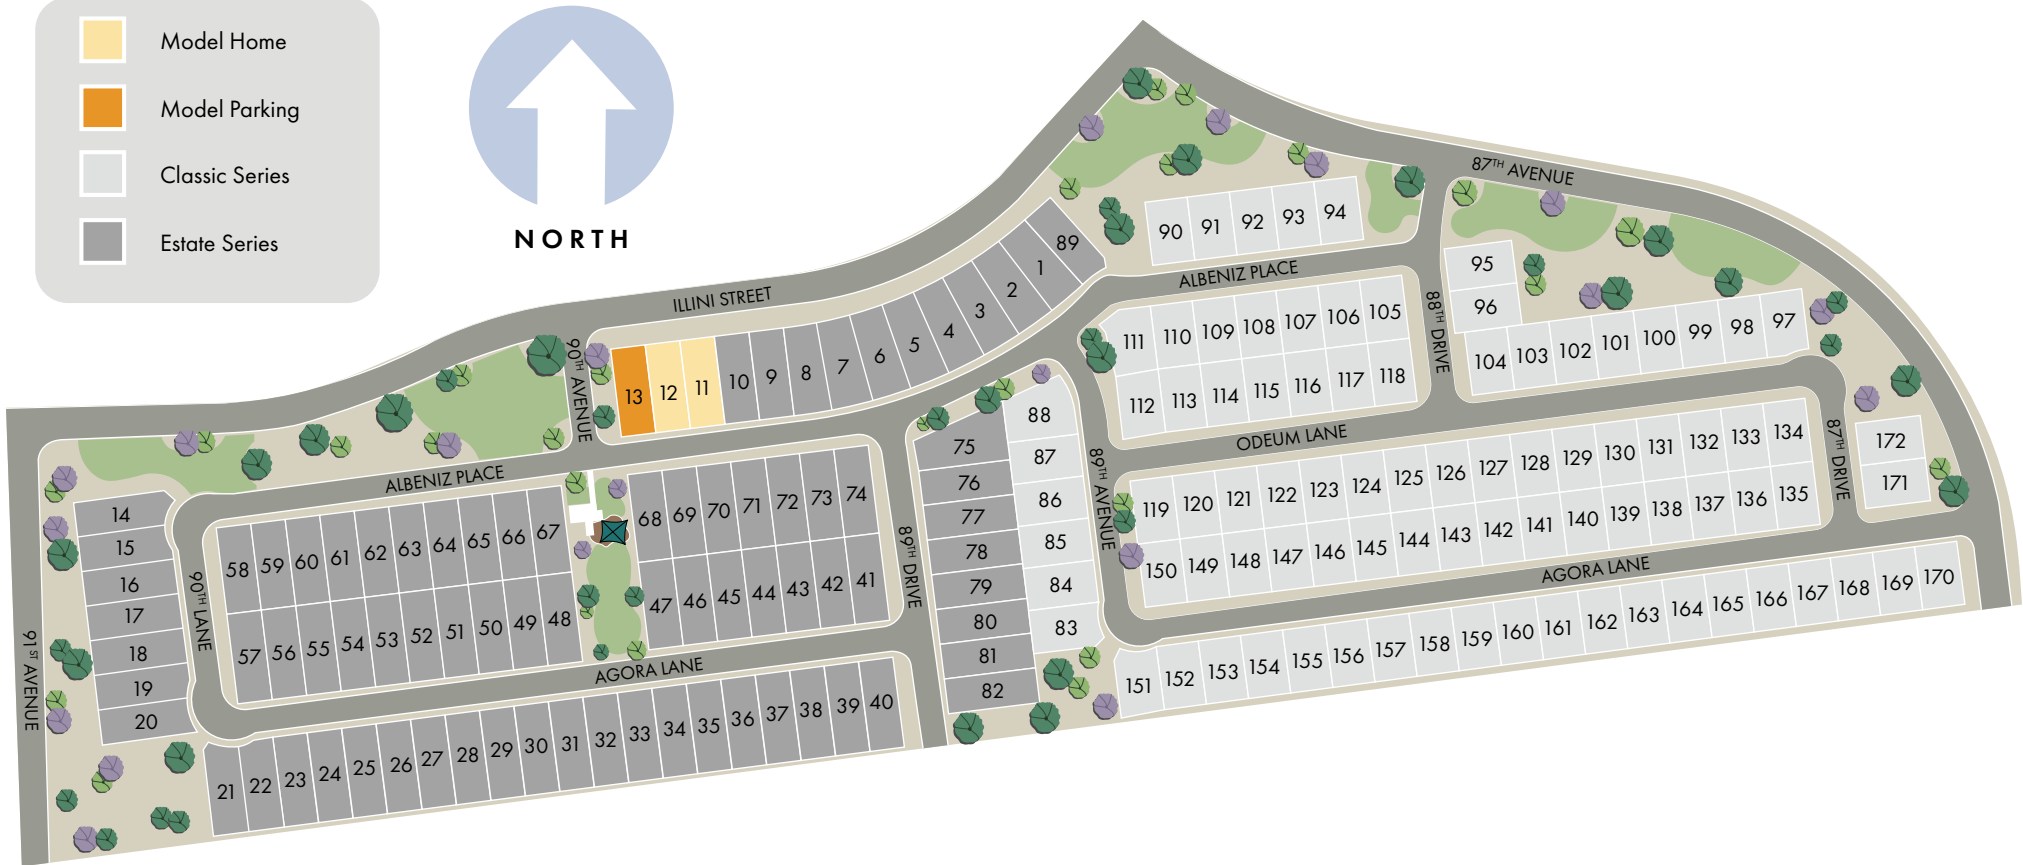 Model Home
Model Parking
Classic Series
Estate Series
NORTH
87TH AVENUE
ILLINI STREET
ALBENIZ PLACE
90TH AVENUE
88TH DRIVE
ALBENIZ PLACE
ODEUM LANE
89TH AVENUE
87TH DRIVE
89TH DRIVE
90TH LANE
91ST AVENUE
AGORA LANE
AGORA LANE
90 91 92 93 94
89
1
2
3
4
5
6
7
8
9
10
11
12
13
95
96
104 103 102 101 100 99 98 97
111 110 109 108 107 106 105
112 113 114 115 116 117 118
172
171
119 120 121 122 123 124 125 126 127 128 129 130 131 132 133 134
150 149 148 147 146 145 144 143 142 141 140 139 138 137 136 135
151 152 153 154 155 156 157 158 159 160 161 162 163 164 165 166 167 168 169 170
88
87
86
85
84
83
75
76
77
78
79
80
81
82
68 69 70 71 72 73 74
47 46 45 44 43 42 41
58 59 60 61 62 63 64 65 66 67
57 56 55 54 53 52 51 50 49 48
14
15
16
17
18
19
20
21 22 23 24 25 26 27 28 29 30 31 32 33 34 35 36 37 38 39 40